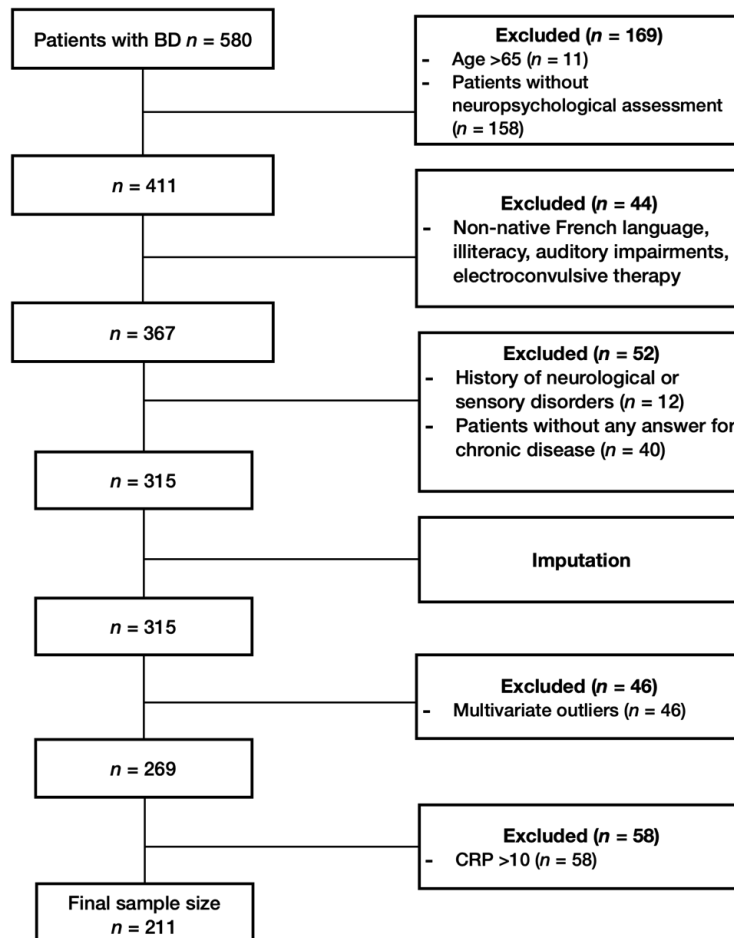 Patients with BD n = 580
Excluded (n = 169)
- Age >65 (n = 11)
- Patients without
neuropsychological assessment
(n = 158)
n = 411
Excluded (n = 44)
- Non-native French language,
illiteracy, auditory impairments,
electroconvulsive therapy
n = 367
Excluded (n = 52)
- History of neurological or
sensory disorders (n = 12)
- Patients without any answer for
chronic disease (n = 40)
n = 315
Imputation
n = 315
Excluded (n = 46)
- Multivariate outliers (n = 46)
n = 269
Excluded (n = 58)
- CRP >10 (n = 58)
Final sample size
n = 211